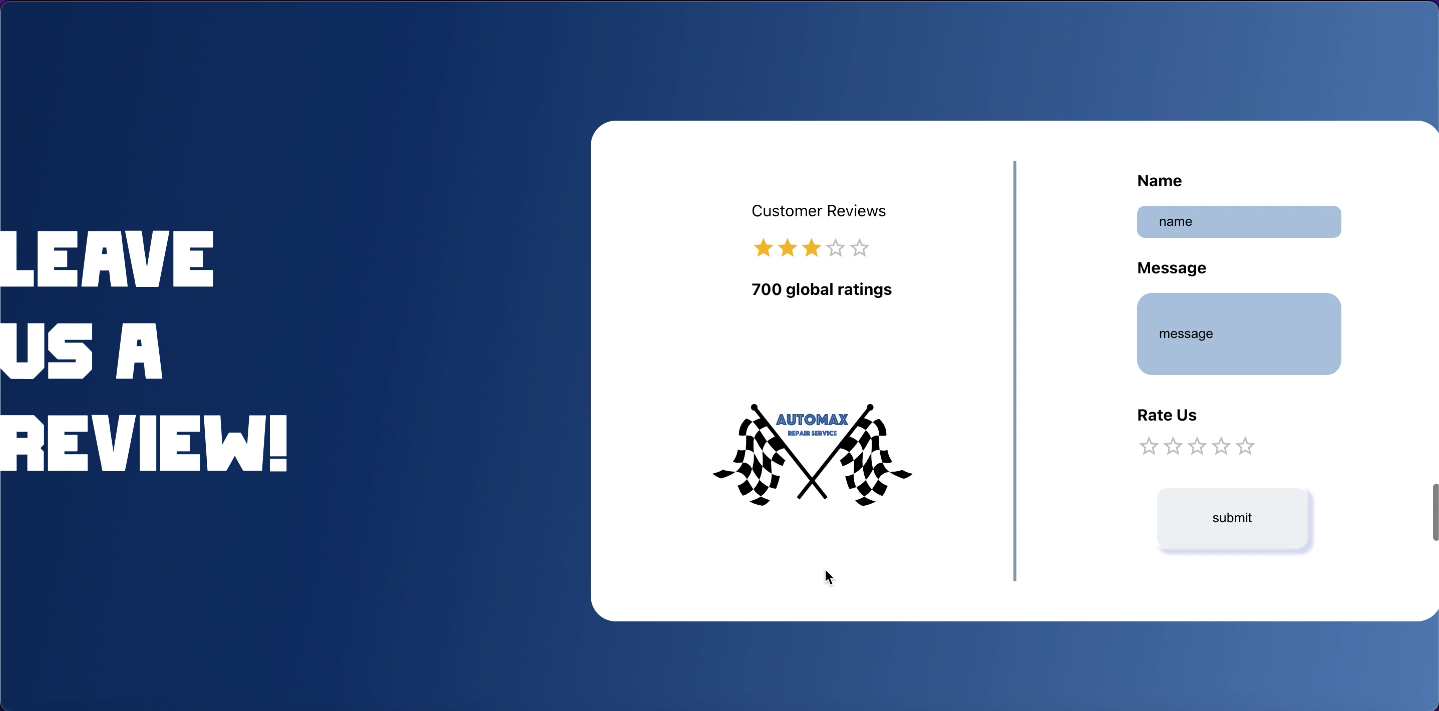 LEAVE
US A
REVIEW!
Customer Reviews
700 global ratings
AUTOMAX
REPAIR SERVICE
Name
name
Message
message
Rate Us
submit